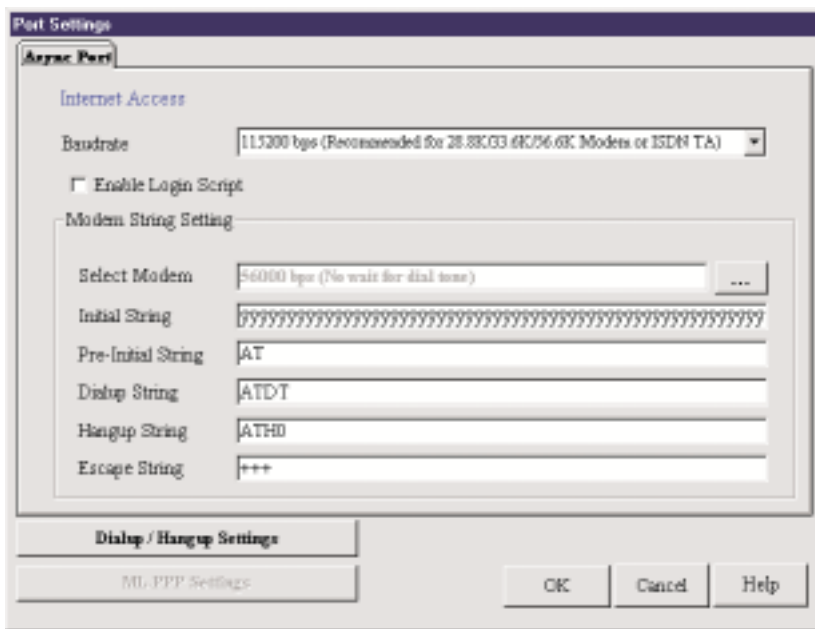 Port Settings
Async Port
Internet Access
Baudrate
115200 bps (Recommended for 28.8K/33.6K/56.6K Modem or ISDN TA)
Enable Login Script
Modem String Setting
Select Modem
56000 bps (No wait for dial tone)
...
Initial String
Pre-Initial String
AT
Dialup String
ATDT
Hangup String
ATH0
Escape String
+++
Dialup / Hangup Settings
ML-PPP Settings
OK
Cancel
Help